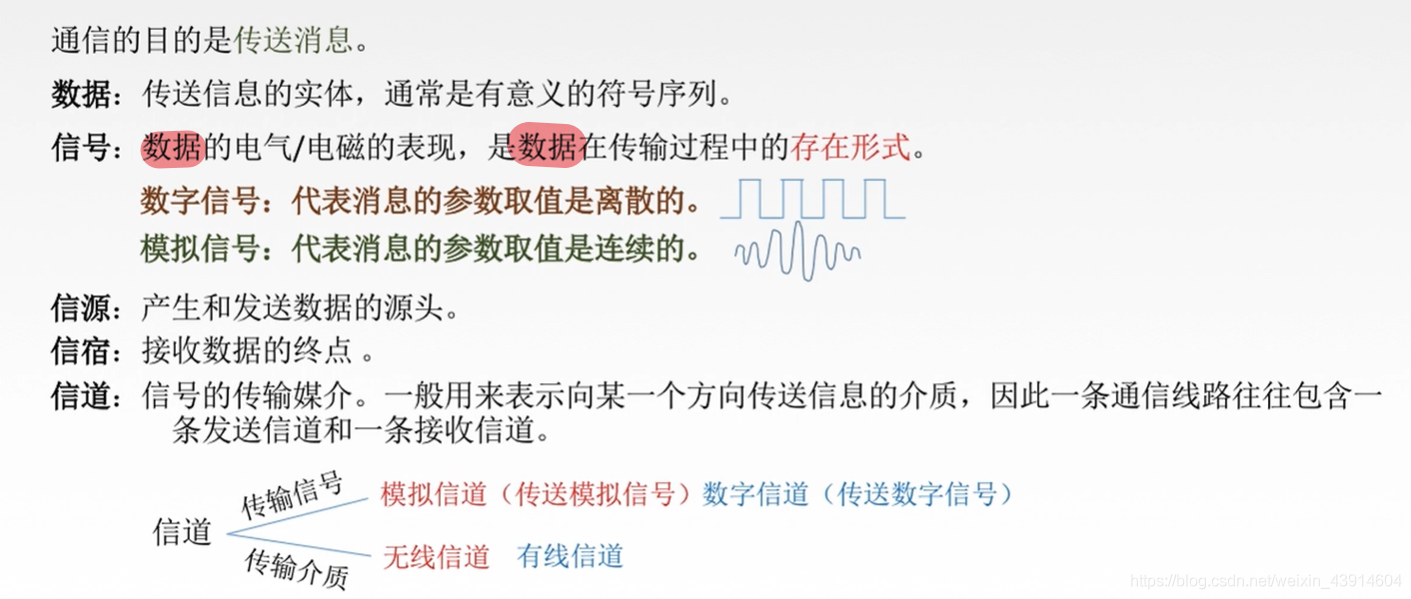 通信的目的是传送消息。
数据：传送信息的实体，通常是有意义的符号序列。
信号：数据的电气/电磁的表现，是数据在传输过程中的存在形式。
数字信号：代表消息的参数取值是离散的。
模拟信号：代表消息的参数取值是连续的。
信源：产生和发送数据的源头。
信宿：接收数据的终点 。
信道：信号的传输媒介。一般用来表示向某一个方向传送信息的介质，因此一条通信线路往往包含一
条发送信道和一条接收信道。
传输信号
模拟信道（传送模拟信号）数字信道（传送数字信号）
信道
传输介质
无线信道 有线信道
https://blog.csdn.net/weixin_43914604